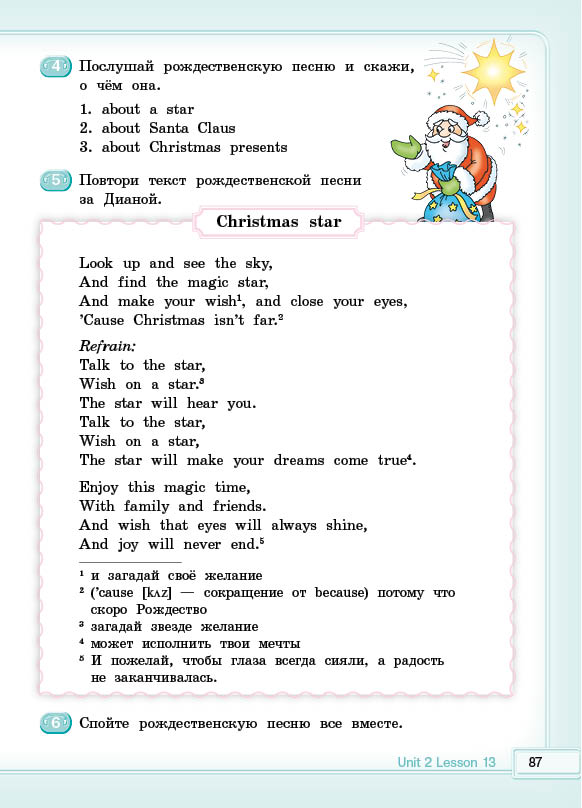 4 Послушай рождественскую песню и скажи,
о чём она.
1. about a star
2. about Santa Claus
3. about Christmas presents
5 Повтори текст рождественской песни
за Дианой.
Christmas star
Look up and see the sky,
And find the magic star,
And make your wish¹, and close your eyes,
’Cause Christmas isn’t far.²
Refrain:
Talk to the star,
Wish on a star.³
The star will hear you.
Talk to the star,
Wish on a star,
The star will make your dreams come true⁴.
Enjoy this magic time,
With family and friends.
And wish that eyes will always shine,
And joy will never end.⁵
¹ и загадай своё желание
² (’cause [kʌz] — сокращение от because) потому что
скоро Рождество
³ загадай звезде желание
⁴ может исполнить твои мечты
⁵ И пожелай, чтобы глаза всегда сияли, а радость
не заканчивалась.
6 Спойте рождественскую песню все вместе.
Unit 2 Lesson 13 87